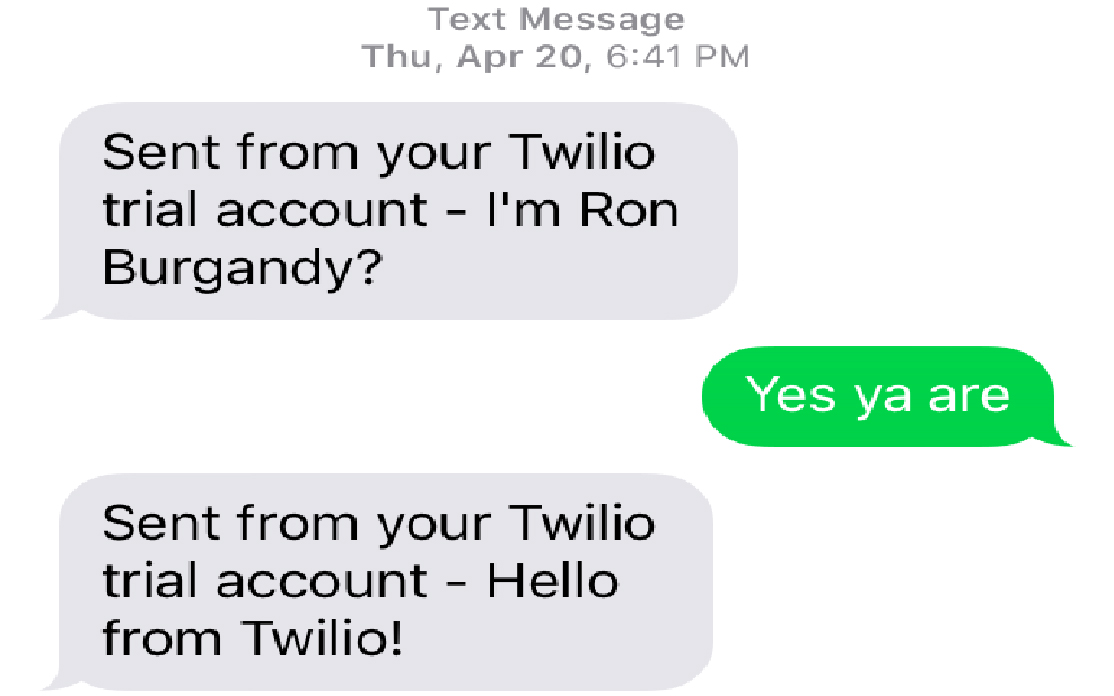 Text Message
Thu, Apr 20, 6:41 PM
Sent from your Twilio
trial account - I'm Ron
Burgandy?
Yes ya are
Sent from your Twilio
trial account - Hello
from Twilio!